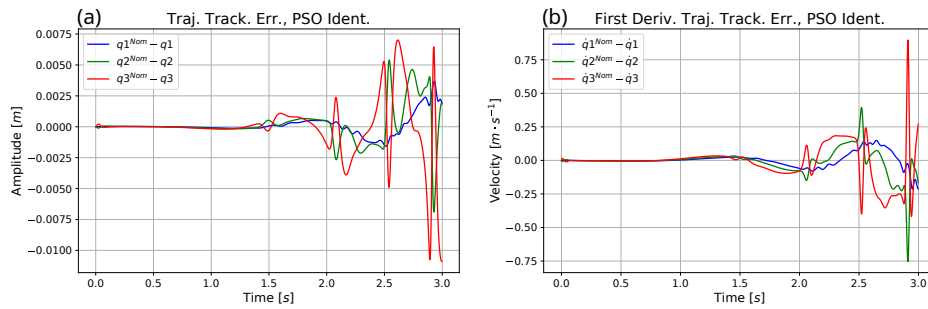 (a)
Traj. Track. Err., PSO Ident.
q1^Nom − q1
q2^Nom − q2
q3^Nom − q3
Amplitude [m]
0.0075
0.0050
0.0025
0.0000
−0.0025
−0.0050
−0.0075
−0.0100
0.0 0.5 1.0 1.5 2.0 2.5 3.0
Time [s]
(b)
First Deriv. Traj. Track. Err., PSO Ident.
q̇1^Nom − q̇1
q̇2^Nom − q̇2
q̇3^Nom − q̇3
Velocity [m · s⁻¹]
0.75
0.50
0.25
0.00
−0.25
−0.50
−0.75
0.0 0.5 1.0 1.5 2.0 2.5 3.0
Time [s]